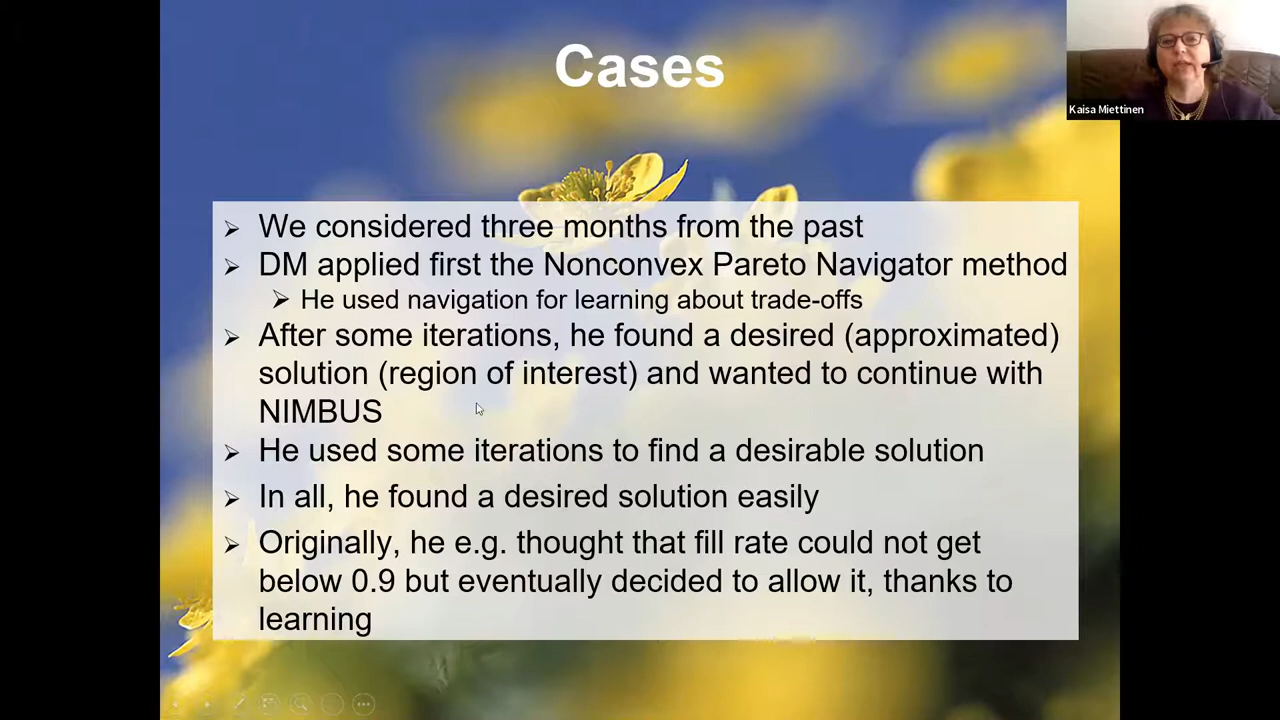 Cases
Kaisa Miettinen
We considered three months from the past
DM applied first the Nonconvex Pareto Navigator method
He used navigation for learning about trade-offs
After some iterations, he found a desired (approximated)
solution (region of interest) and wanted to continue with
NIMBUS
He used some iterations to find a desirable solution
In all, he found a desired solution easily
Originally, he e.g. thought that fill rate could not get
below 0.9 but eventually decided to allow it, thanks to
learning